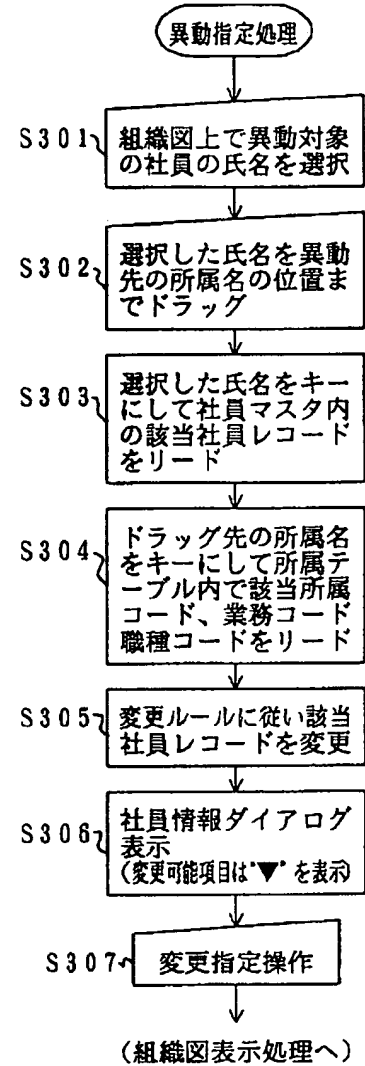 異動指定処理
S301
組織図上で異動対象
の社員の氏名を選択
S302
選択した氏名を異動
先の所属名の位置ま
でドラッグ
S303
選択した氏名をキー
にして社員マスタ内
の該当社員レコード
をリード
S304
ドラッグ先の所属名
をキーにして所属テ
ーブル内で該当所属
コード、業務コード
職種コードをリード
S305
変更ルールに従い該当
社員レコードを変更
S306
社員情報ダイアログ
表示
(変更可能項目は"▼"を表示)
S307
変更指定操作
(組織図表示処理へ)